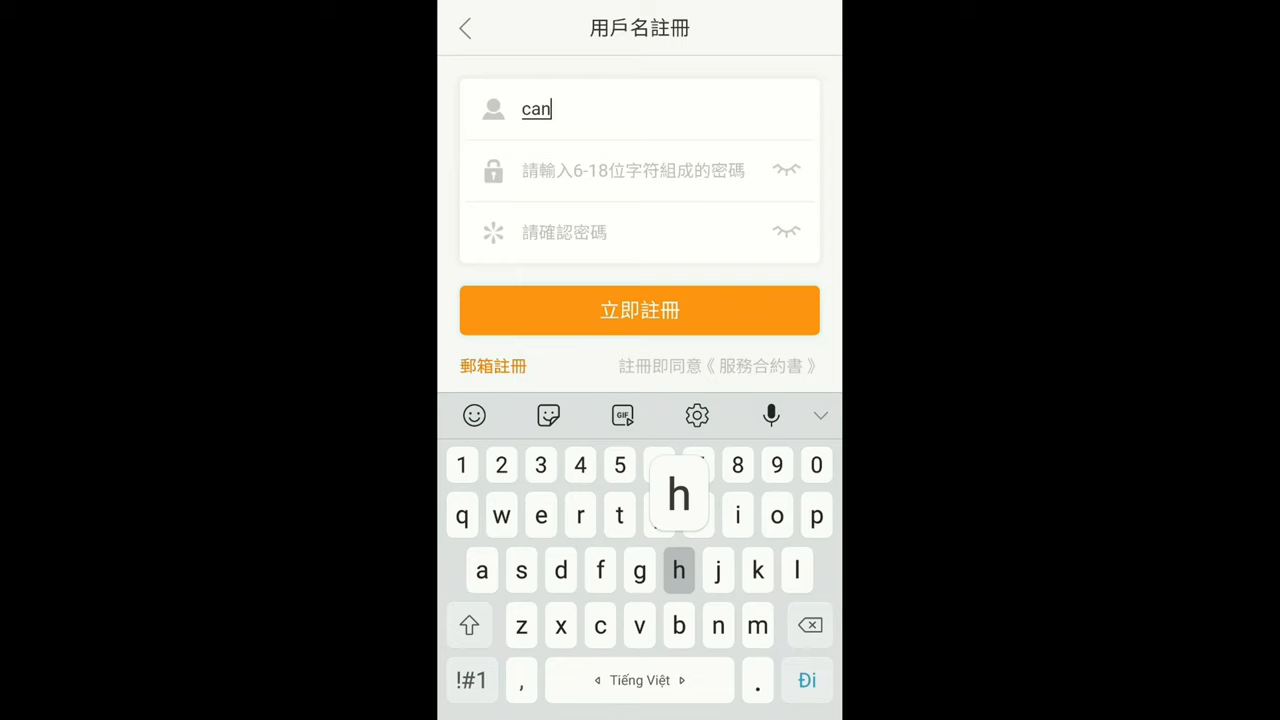 用戶名註冊
can
請輸入6-18位字符組成的密碼
請確認密碼
立即註冊
郵箱註冊 註冊即同意《服務合約書》
GIF
1 2 3 4 5 8 9 0
h
q w e r t i o p
a s d f g h j k l
z x c v b n m
!#1 , Tiếng Việt . Đi